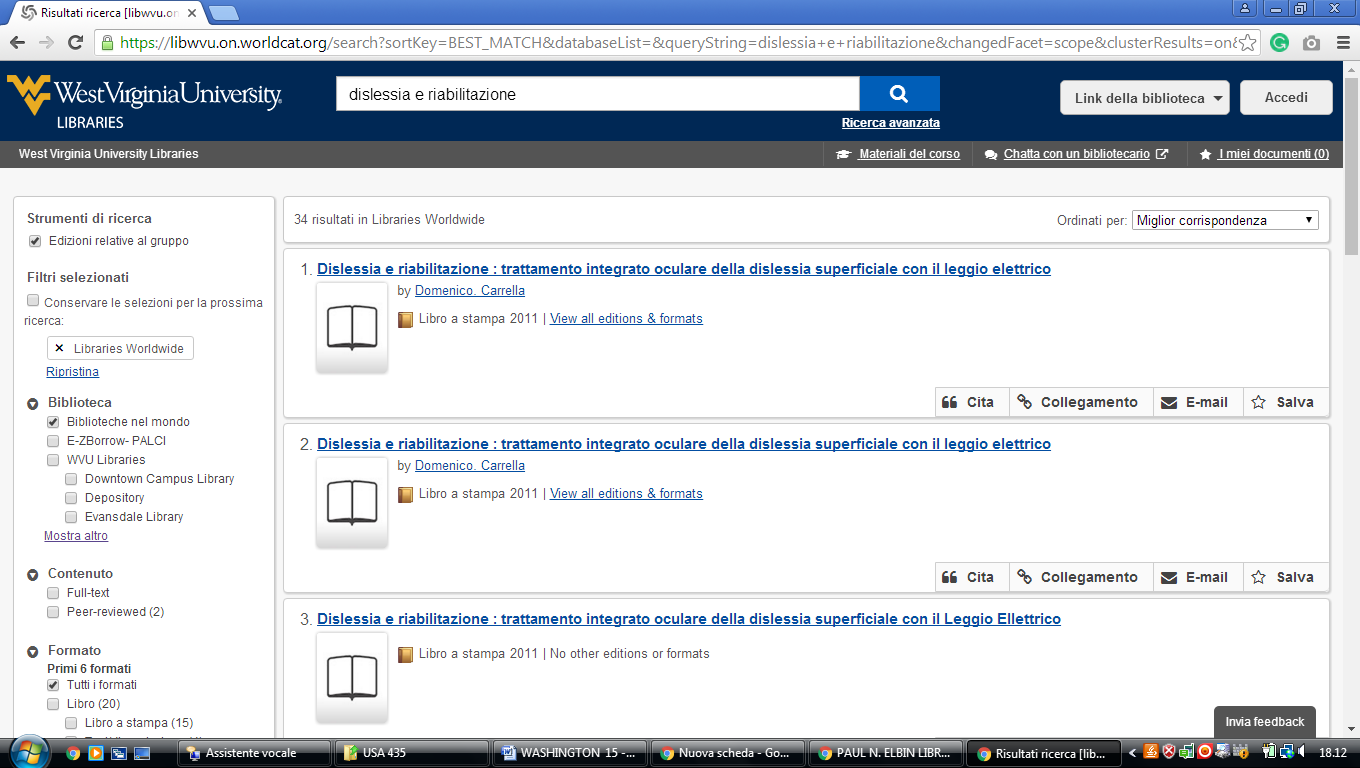 Risultati ricerca [libwvu.on
https://libwvu.on.worldcat.org/search?sortKey=BEST_MATCH&databaseList=&queryString=dislessia+e+riabilitazione&changedFacet=scope&clusterResults=on&
West Virginia University
LIBRARIES
dislessia e riabilitazione
Ricerca avanzata
Link della biblioteca
Accedi
West Virginia University Libraries
Materiali del corso
Chatta con un bibliotecario
I miei documenti (0)
Strumenti di ricerca
Edizioni relative al gruppo
Filtri selezionati
Conservare le selezioni per la prossima
ricerca:
Libraries Worldwide
Ripristina
Biblioteca
Biblioteche nel mondo
E-ZBorrow- PALCI
WVU Libraries
Downtown Campus Library
Depository
Evansdale Library
Mostra altro
Contenuto
Full-text
Peer-reviewed (2)
Formato
Primi 6 formati
Tutti i formati
Libro (20)
Libro a stampa (15)
34 risultati in Libraries Worldwide
Ordinati per: Miglior corrispondenza
1. Dislessia e riabilitazione : trattamento integrato oculare della dislessia superficiale con il leggio elettrico
by Domenico. Carrella
Libro a stampa 2011 | View all editions & formats
Cita Collegamento E-mail Salva
2. Dislessia e riabilitazione : trattamento integrato oculare della dislessia superficiale con il leggio elettrico
by Domenico. Carrella
Libro a stampa 2011 | View all editions & formats
Cita Collegamento E-mail Salva
3. Dislessia e riabilitazione : trattamento integrato oculare della dislessia superficiale con il Leggio Ellettrico
Libro a stampa 2011 | No other editions or formats
Invia feedback
Assistente vocale
USA 435
WASHINGTON 15 -...
Nuova scheda - Go...
PAUL N. ELBIN LIBR...
Risultati ricerca [lib...
18.12